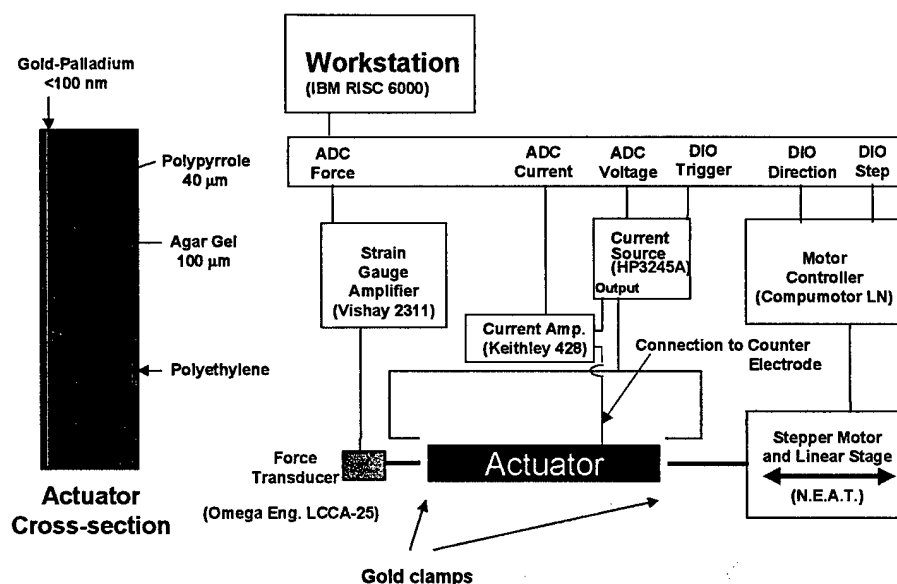 Gold-Palladium
<100 nm
Polypyrrole
40 μm
Agar Gel
100 μm
Polyethylene
Actuator
Cross-section
Workstation
(IBM RISC 6000)
ADC
Force
ADC
Current
ADC
Voltage
DIO
Trigger
DIO
Direction
DIO
Step
Strain
Gauge
Amplifier
(Vishay 2311)
Current
Source
(HP3245A)
Output
Motor
Controller
(Compumotor LN)
Current Amp.
(Keithley 428)
Connection to Counter
Electrode
Force
Transducer
(Omega Eng. LCCA-25)
Actuator
Stepper Motor
and Linear Stage
(N.E.A.T.)
Gold clamps